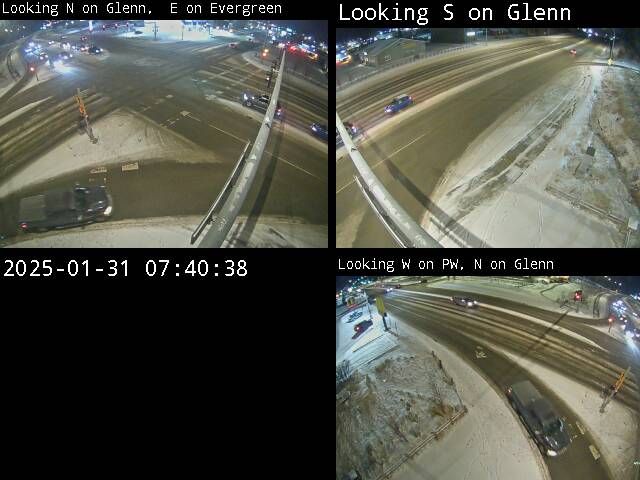 Looking N on Glenn,  E on Evergreen
Looking S on Glenn
2025-01-31 07:40:38
Looking W on PW, N on Glenn